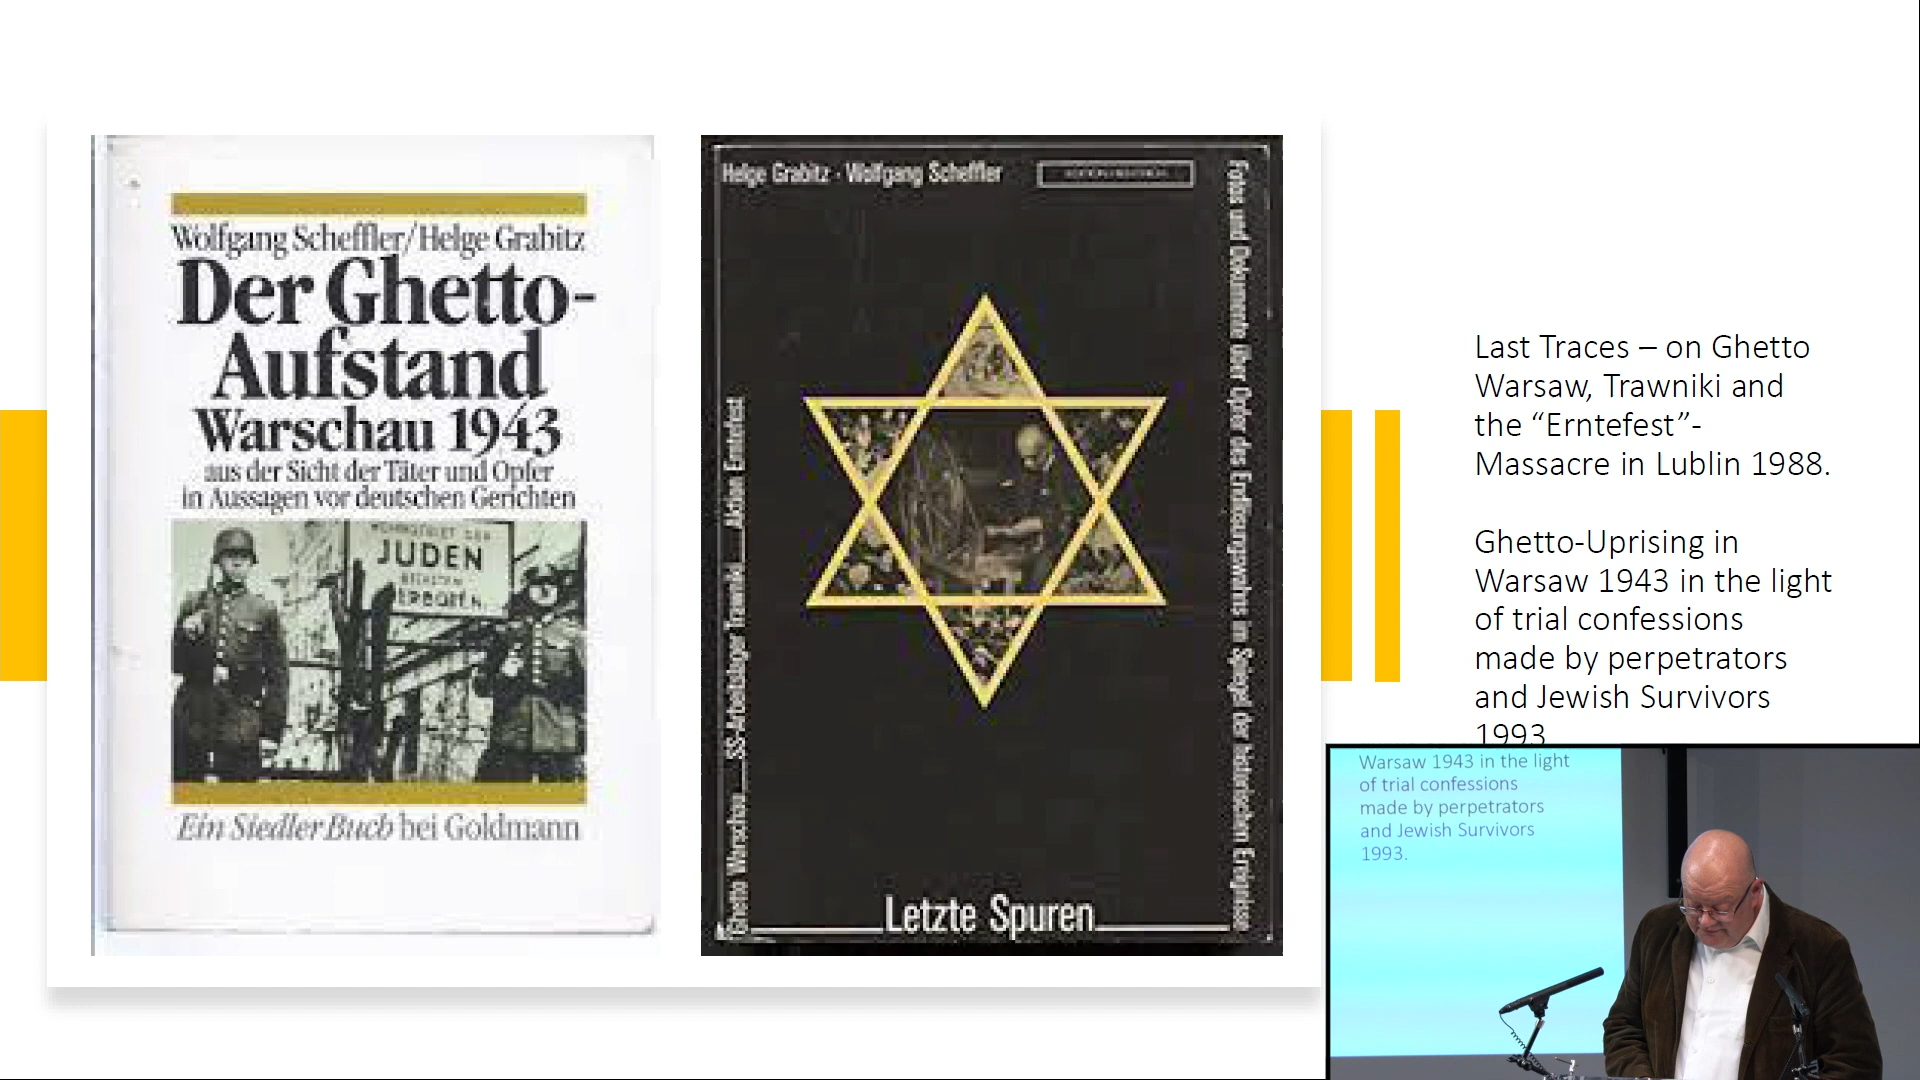 Wolfgang Scheffler/Helge Grabitz
Der Ghetto-
Aufstand
Warschau 1943
aus der Sicht der Täter und Opfer
in Aussagen vor deutschen Gerichten
JUDEN
Ein Siedler Buch bei Goldmann
Helge Grabitz · Wolfgang Scheffler
Fotos und Dokumente über Opfer des Endlösungswahns im Spiegel der historischen Ereignisse
Ghetto Warschau.....SS-Arbeitslager Trawniki.....Aktion Erntefest
Letzte Spuren
Last Traces – on Ghetto
Warsaw, Trawniki and
the “Erntefest”-
Massacre in Lublin 1988.
Ghetto-Uprising in
Warsaw 1943 in the light
of trial confessions
made by perpetrators
and Jewish Survivors
1993
Warsaw 1943 in the light
of trial confessions
made by perpetrators
and Jewish Survivors
1993.